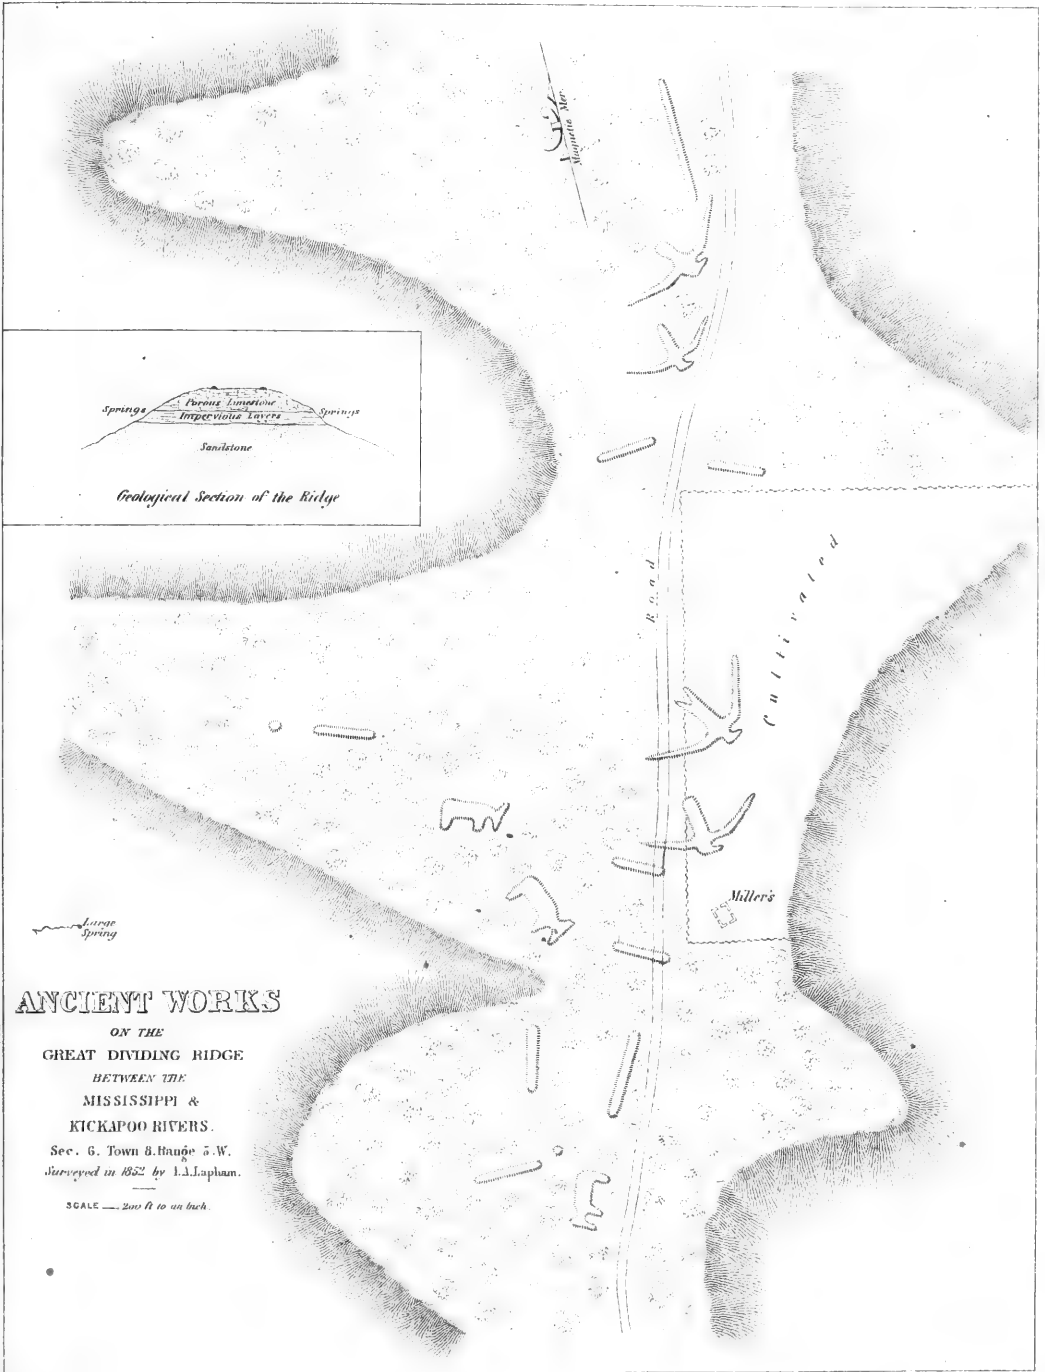 Magnetic Mer.
Springs
Porous Limestone
Impervious Layers
Springs
Sandstone
Geological Section of the Ridge
Road
Cultivated
Miller's
Large
Spring
ANCIENT WORKS
ON THE
GREAT DIVIDING RIDGE
BETWEEN THE
MISSISSIPPI &
KICKAPOO RIVERS.
Sec. 6. Town 8. Range 5. W.
Surveyed in 1852 by I.A.Lapham.
SCALE 200 ft to an Inch.